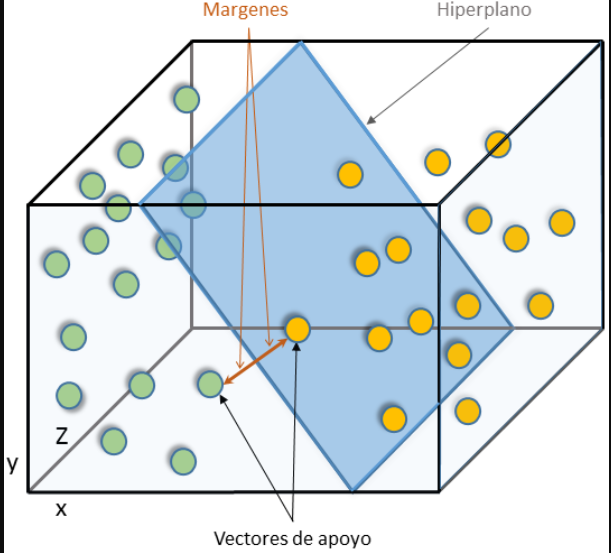 Margenes
Hiperplano
Z
y
x
Vectores de apoyo